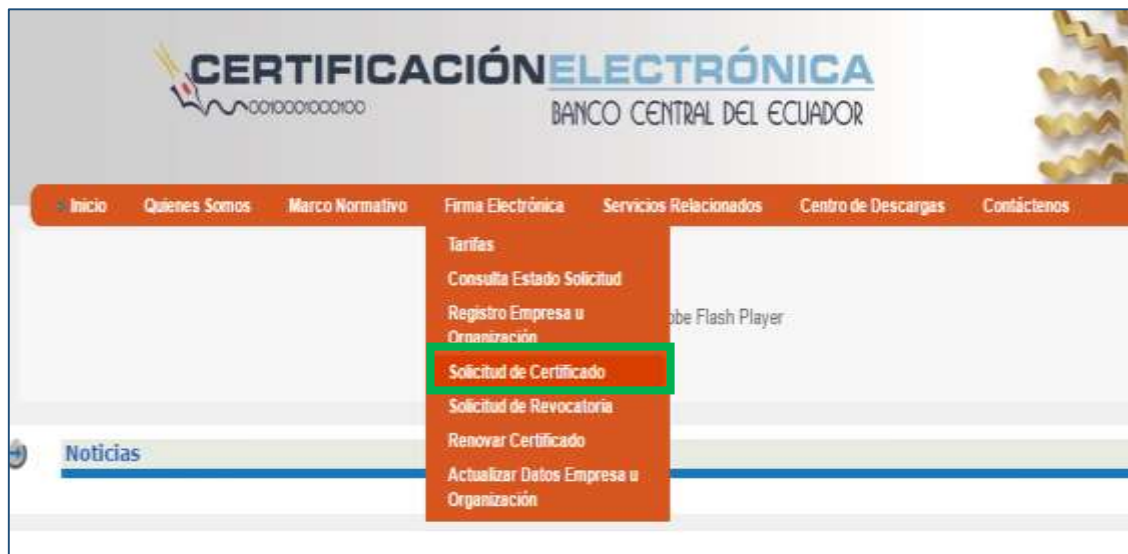 CERTIFICACIÓNELECTRÓNICA
0010001000100
BANCO CENTRAL DEL ECUADOR
Inicio Quienes Somos Marco Normativo Firma Electrónica Servicios Relacionados Centro de Descargas Contáctenos
Tarifas
Consulta Estado Solicitud
Registro Empresa u
Organización
obe Flash Player
Solicitud de Certificado
Solicitud de Revocatoria
Renovar Certificado
Actualizar Datos Empresa u
Organización
Noticias